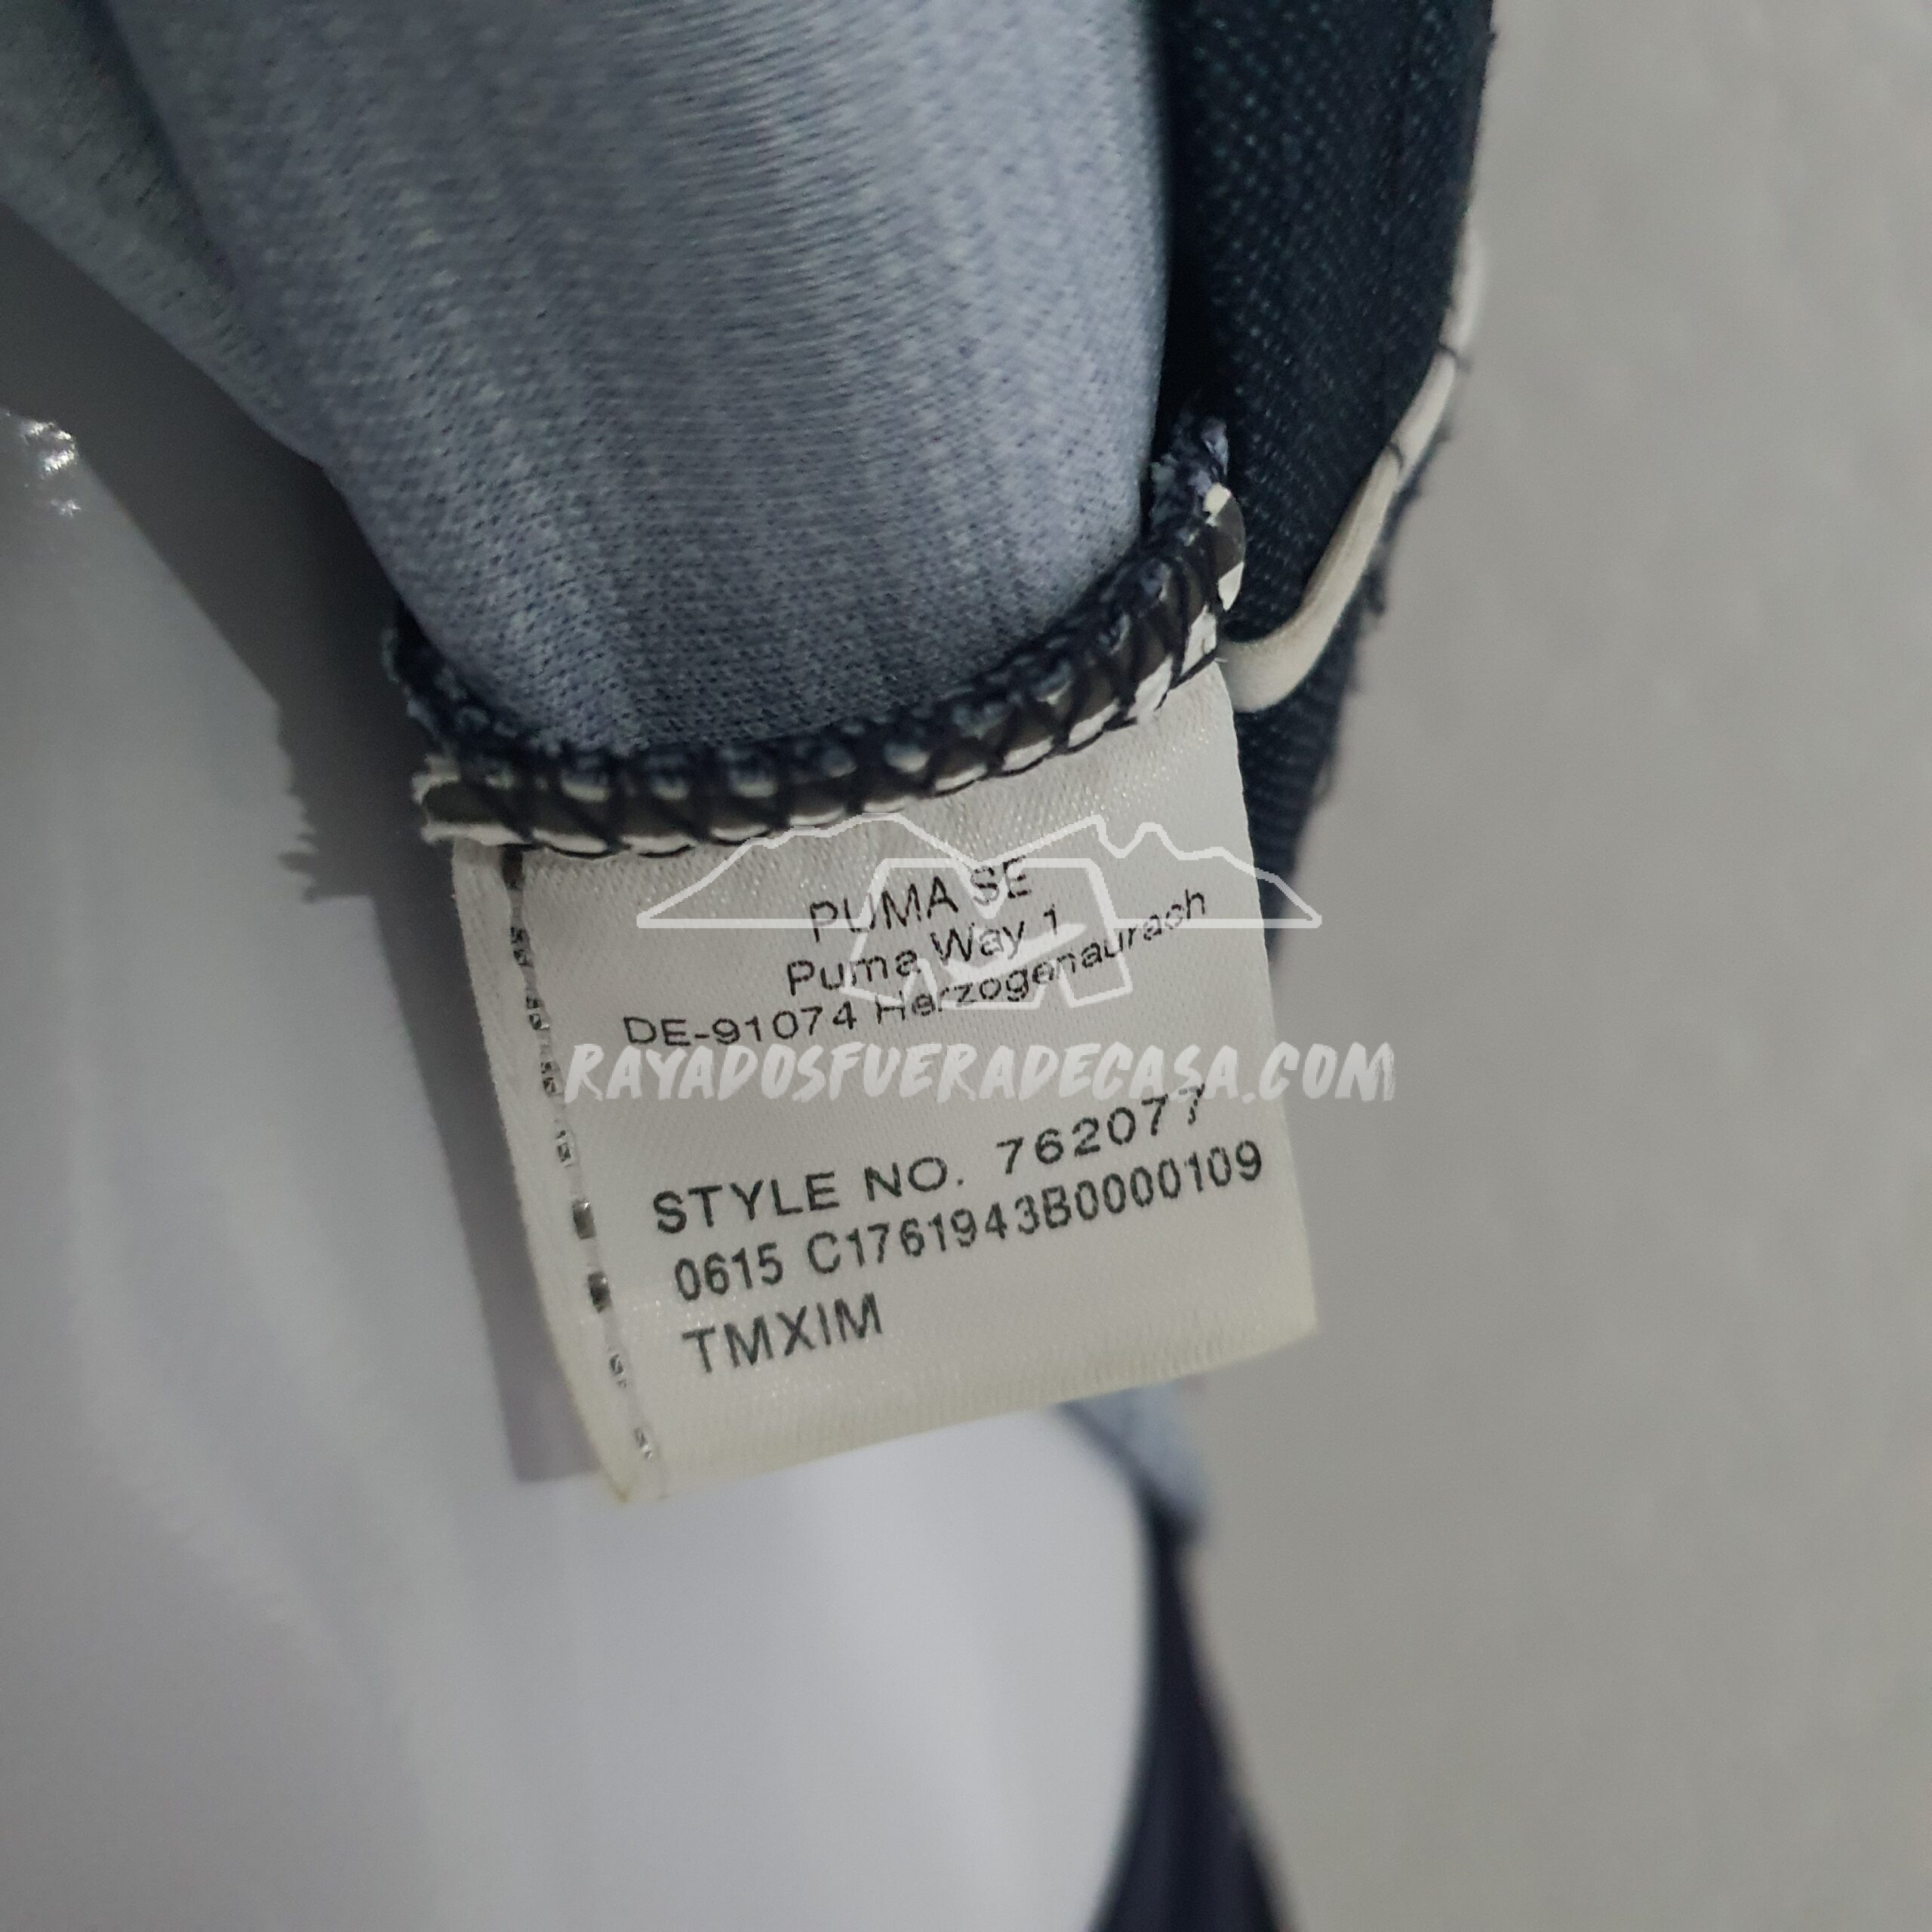 PUMA SE
Puma Way 1
DE-91074 Herzogenaurach
RAYADOSFUERADECASA.COM
STYLE NO. 762077
0615 C1761943B0000109
TMXIM